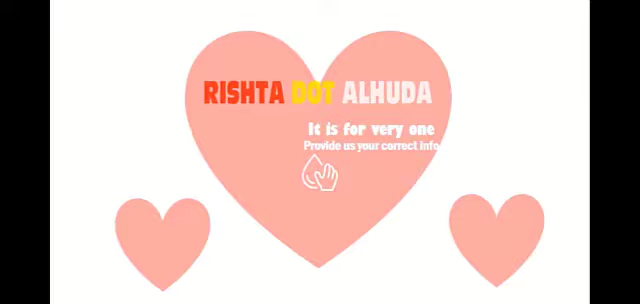 RISHTA DOT ALHUDA
It is for very one
Provide us your correct info